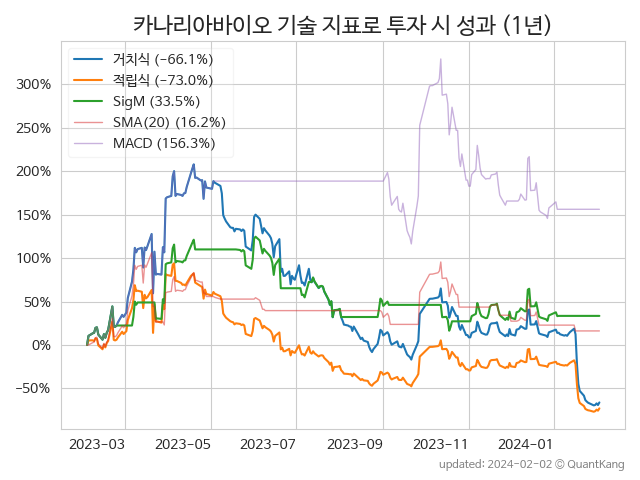 카나리아바이오 기술 지표로 투자 시 성과 (1년)
거치식 (−66.1%)
적립식 (−73.0%)
SigM (33.5%)
SMA(20) (16.2%)
MACD (156.3%)
300%
250%
200%
150%
100%
50%
0%
−50%
2023−03 2023−05 2023−07 2023−09 2023−11 2024−01
updated: 2024-02-02 © QuantKang